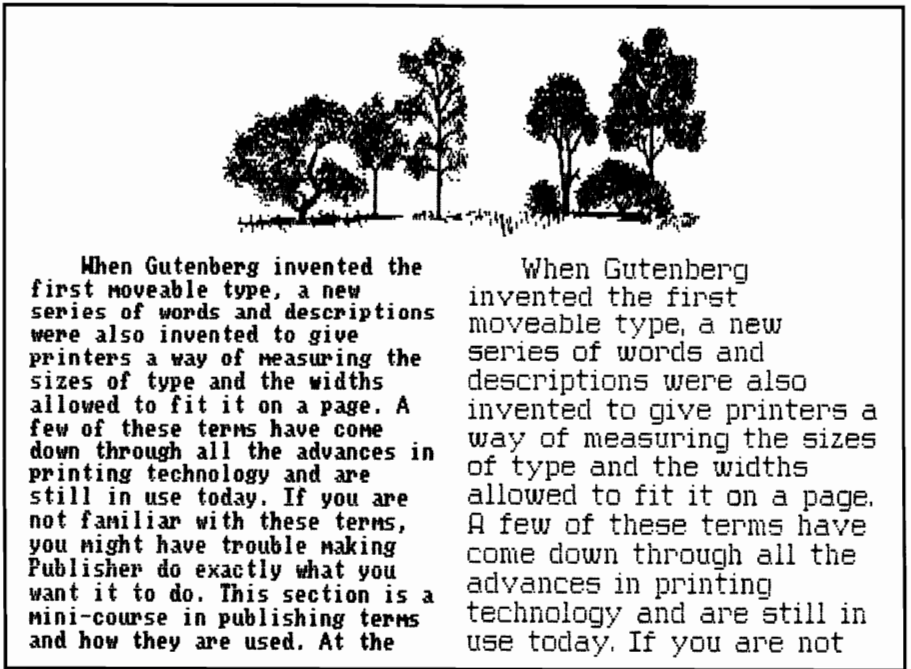 When Gutenberg invented the
first moveable type, a new
series of words and descriptions
were also invented to give
printers a way of measuring the
sizes of type and the widths
allowed to fit it on a page. A
few of these terms have come
down through all the advances in
printing technology and are
still in use today. If you are
not familiar with these terms,
you might have trouble making
Publisher do exactly what you
want it to do. This section is a
mini-course in publishing terms
and how they are used. At the
When Gutenberg
invented the first
moveable type, a new
series of words and
descriptions were also
invented to give printers a
way of measuring the sizes
of type and the widths
allowed to fit it on a page.
A few of these terms have
come down through all the
advances in printing
technology and are still in
use today. If you are not